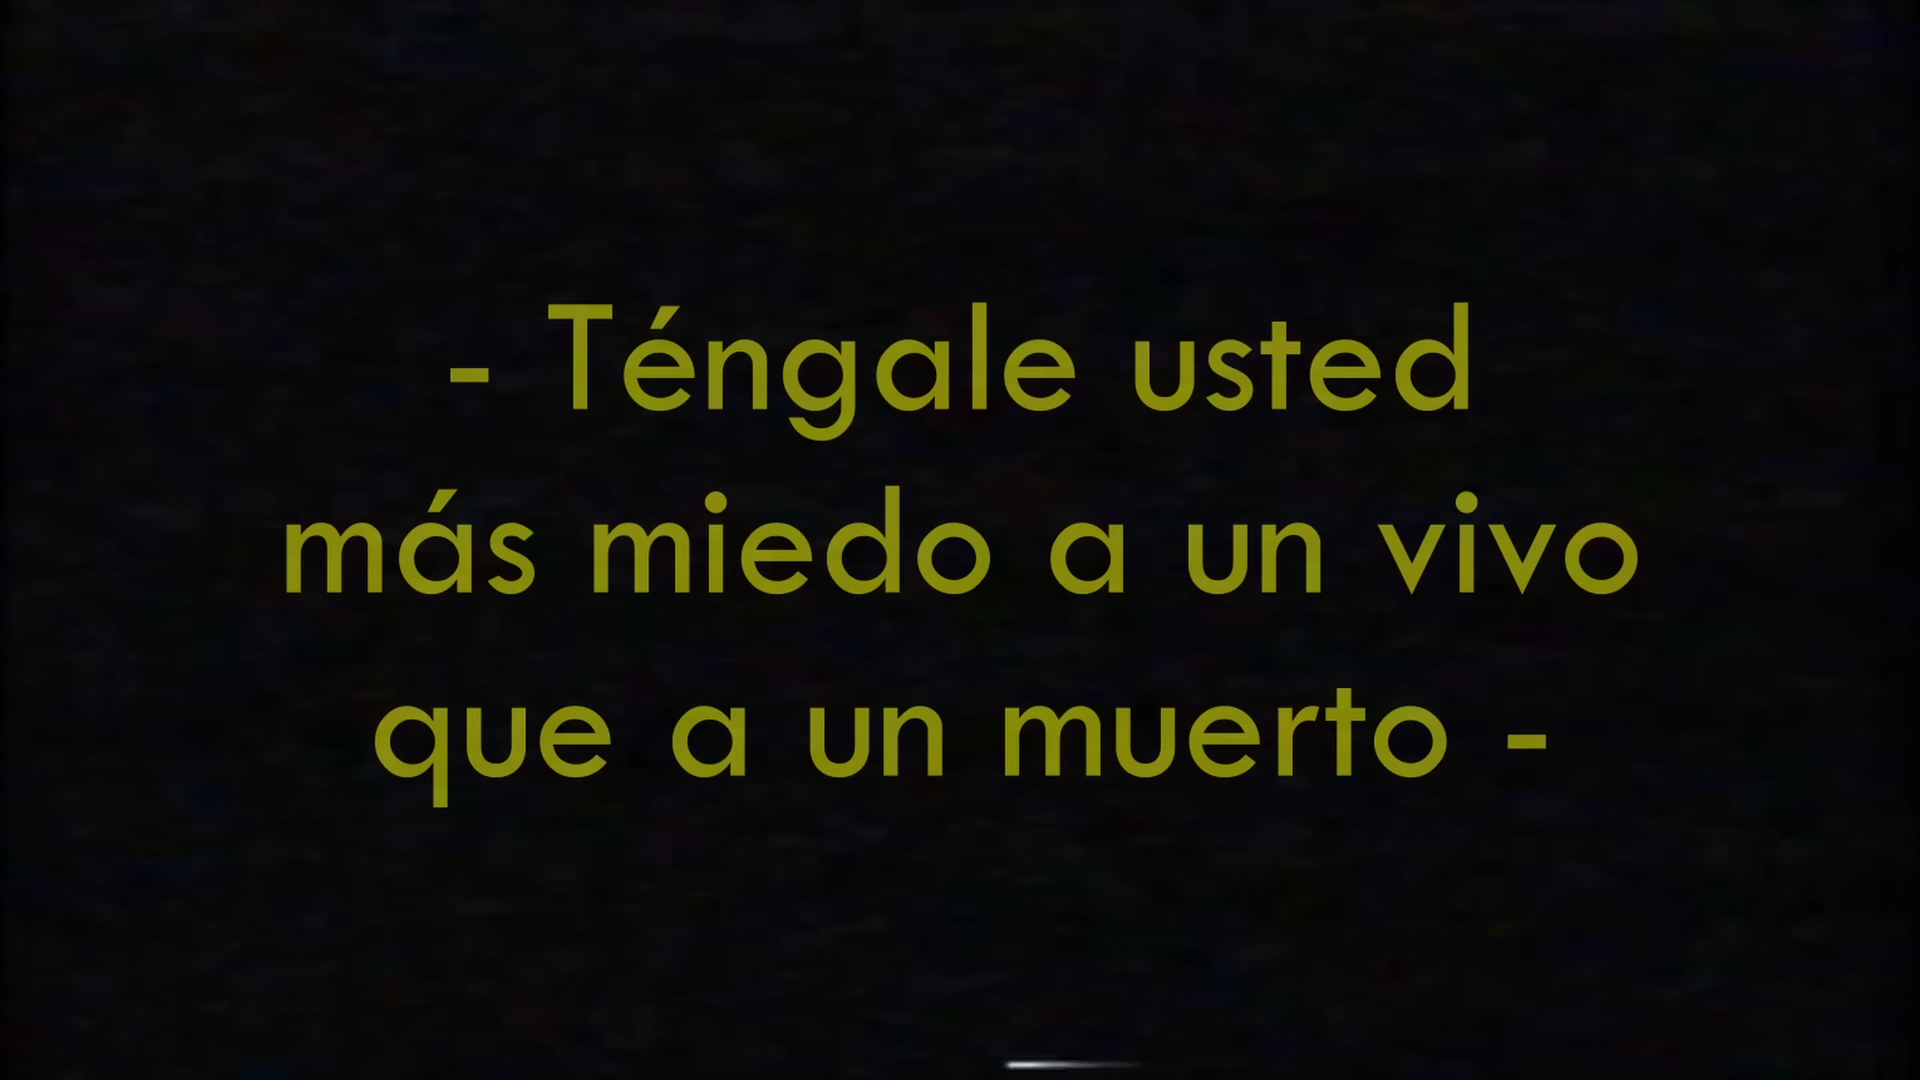 - Téngale usted
más miedo a un vivo
que a un muerto -